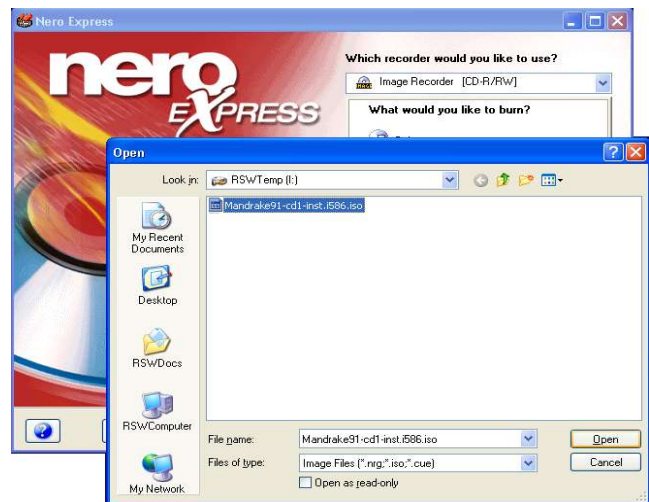 Nero Express
nero
EXPRESS
Which recorder would you like to use?
Image Recorder [CD-R/RW]
What would you like to burn?
Open
Look in:
RSWTemp (I:)
Mandrake91-cd1-inst.i586.iso
My Recent
Documents
Desktop
RSWDocs
RSWComputer
My Network
File name:
Mandrake91-cd1-inst.i586.iso
Open
Files of type:
Image Files (*.nrg;*.iso;*.cue)
Cancel
Open as read-only